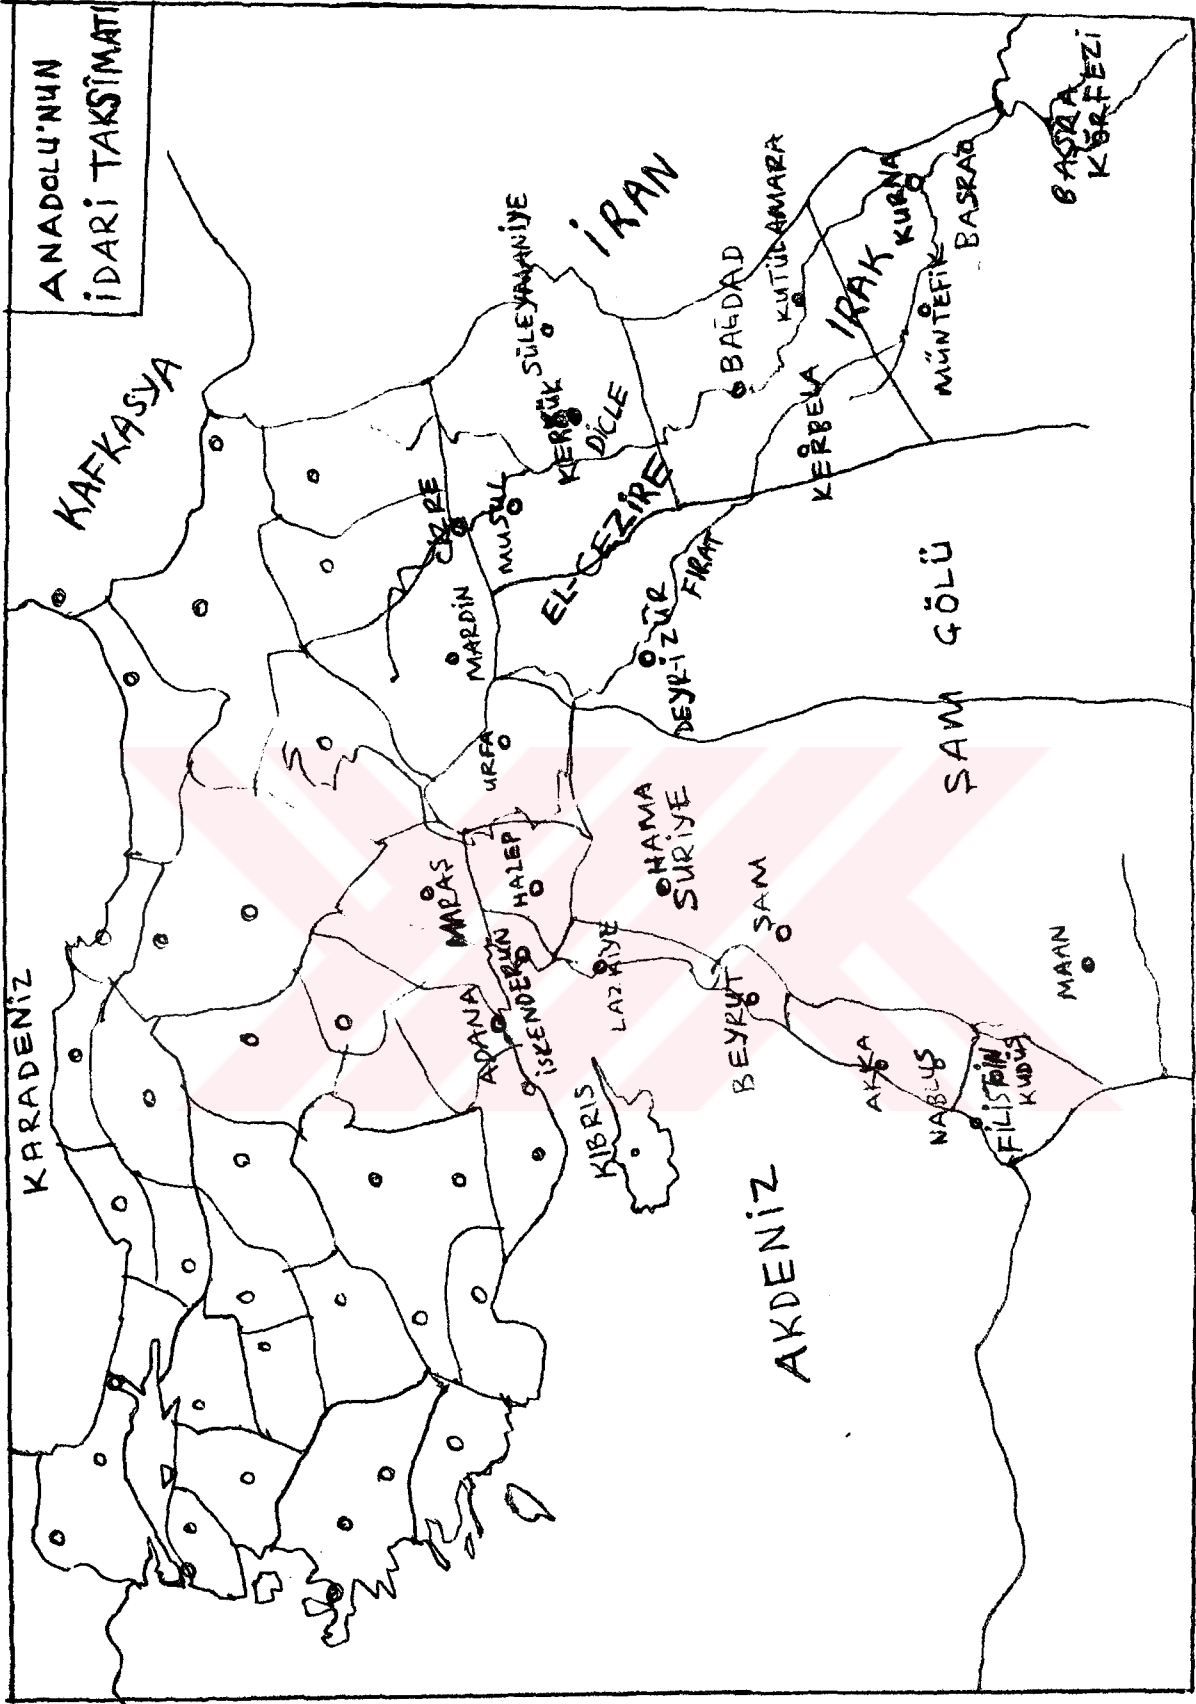 ANADOLU'NUN
İDARİ TAKSİMATI
KARADENİZ
KAFKASYA
İRAN
SÜLEYMANİYE
KERKÜK
DİCLE
CİZRE
MUSUL
MARDİN
EL-CEZİRE
URFA
DEYR-İZÜR
FIRAT
BAĞDAD
KUTÜLAMARA
IRAK
KURNA
BASRA
MÜNTEFİK
KERBELA
BASRA
KÖRFEZİ
MARAŞ
HALEP
ADANA
İSKENDERUN
LAZKİYE
HAMA
SURİYE
ŞAM
BEYRUT
KIBRIS
AKKA
NABLUS
FİLİSTİN
KUDÜS
MAAN
ŞAM GÖLÜ
AKDENİZ